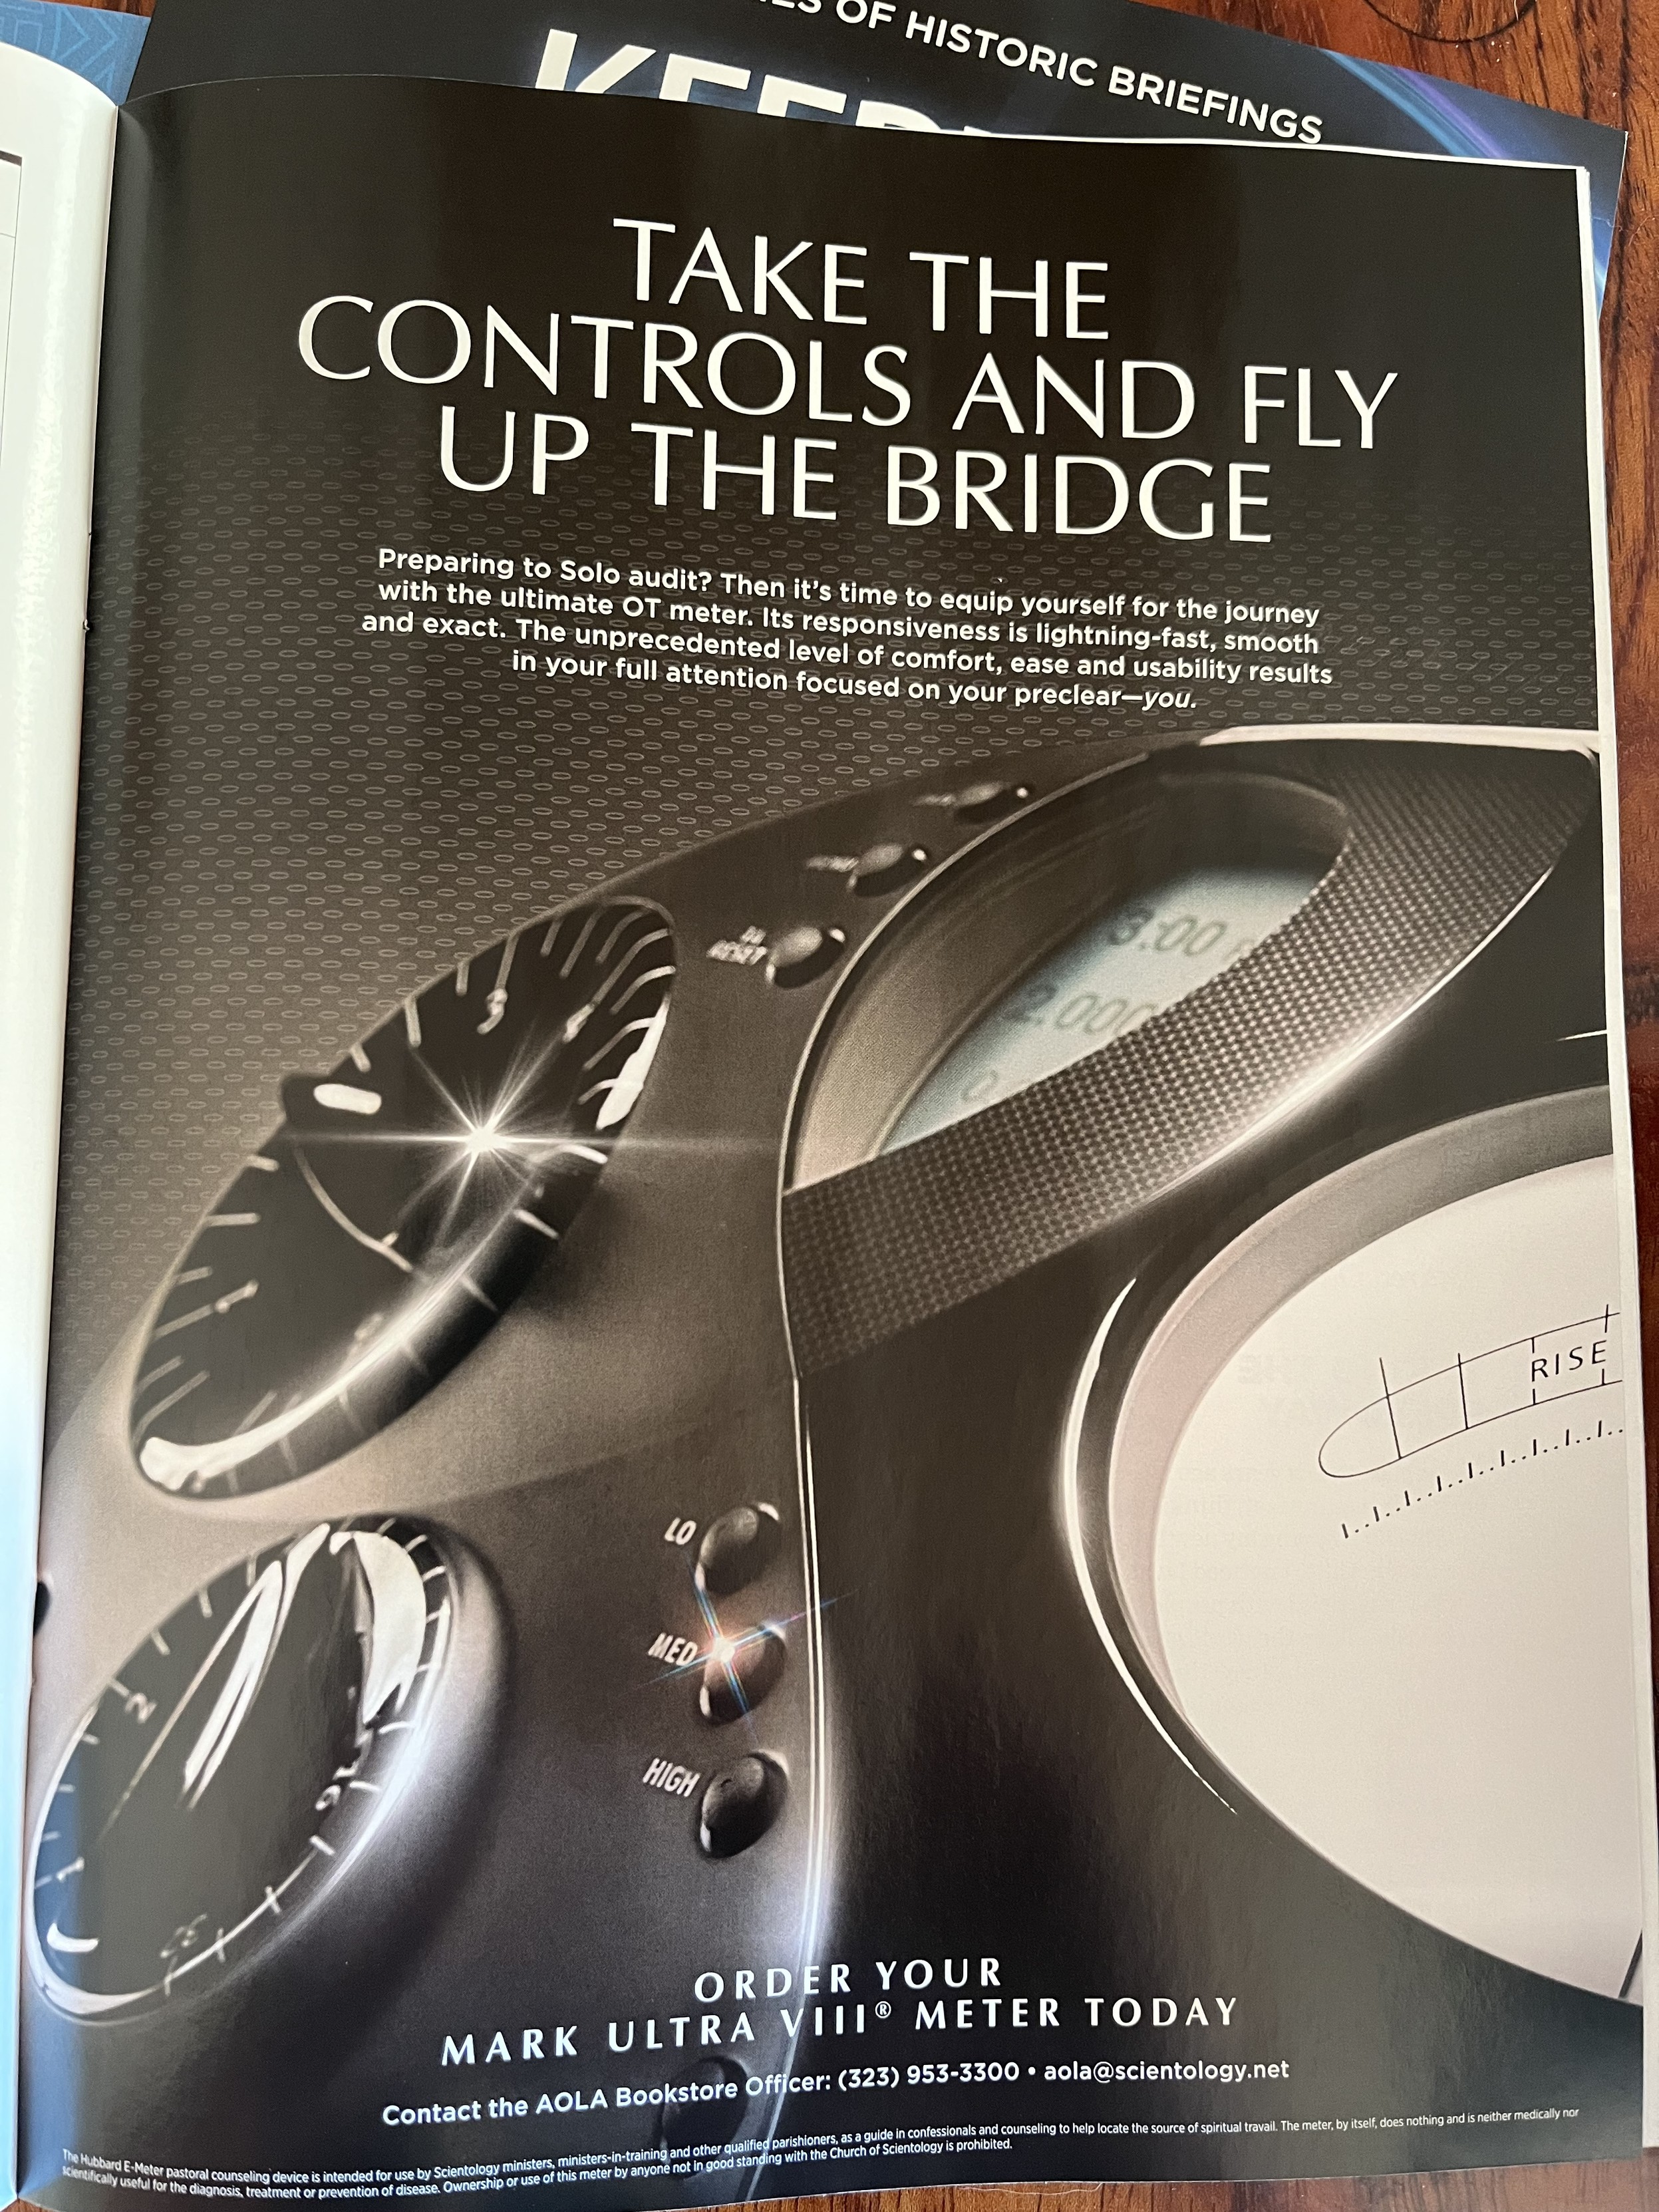 OF HISTORIC BRIEFINGS
TAKE THE
CONTROLS AND FLY
UP THE BRIDGE
Preparing to Solo audit? Then it's time to equip yourself for the journey
with the ultimate OT meter. Its responsiveness is lightning-fast, smooth
and exact. The unprecedented level of comfort, ease and usability results
in your full attention focused on your preclear—you.
RESET
3:00
2.000
0
3
RISE
LO
MED
HIGH
2
1
ORDER YOUR
MARK ULTRA VIII® METER TODAY
Contact the AOLA Bookstore Officer: (323) 953-3300 • aola@scientology.net
The Hubbard E-Meter pastoral counseling device is intended for use by Scientology ministers, ministers-in-training and other qualified parishioners, as a guide in confessionals and counseling to help locate the source of spiritual travail. The meter, by itself, does nothing and is neither medically nor
scientifically useful for the diagnosis, treatment or prevention of disease. Ownership or use of this meter by anyone not in good standing with the Church of Scientology is prohibited.